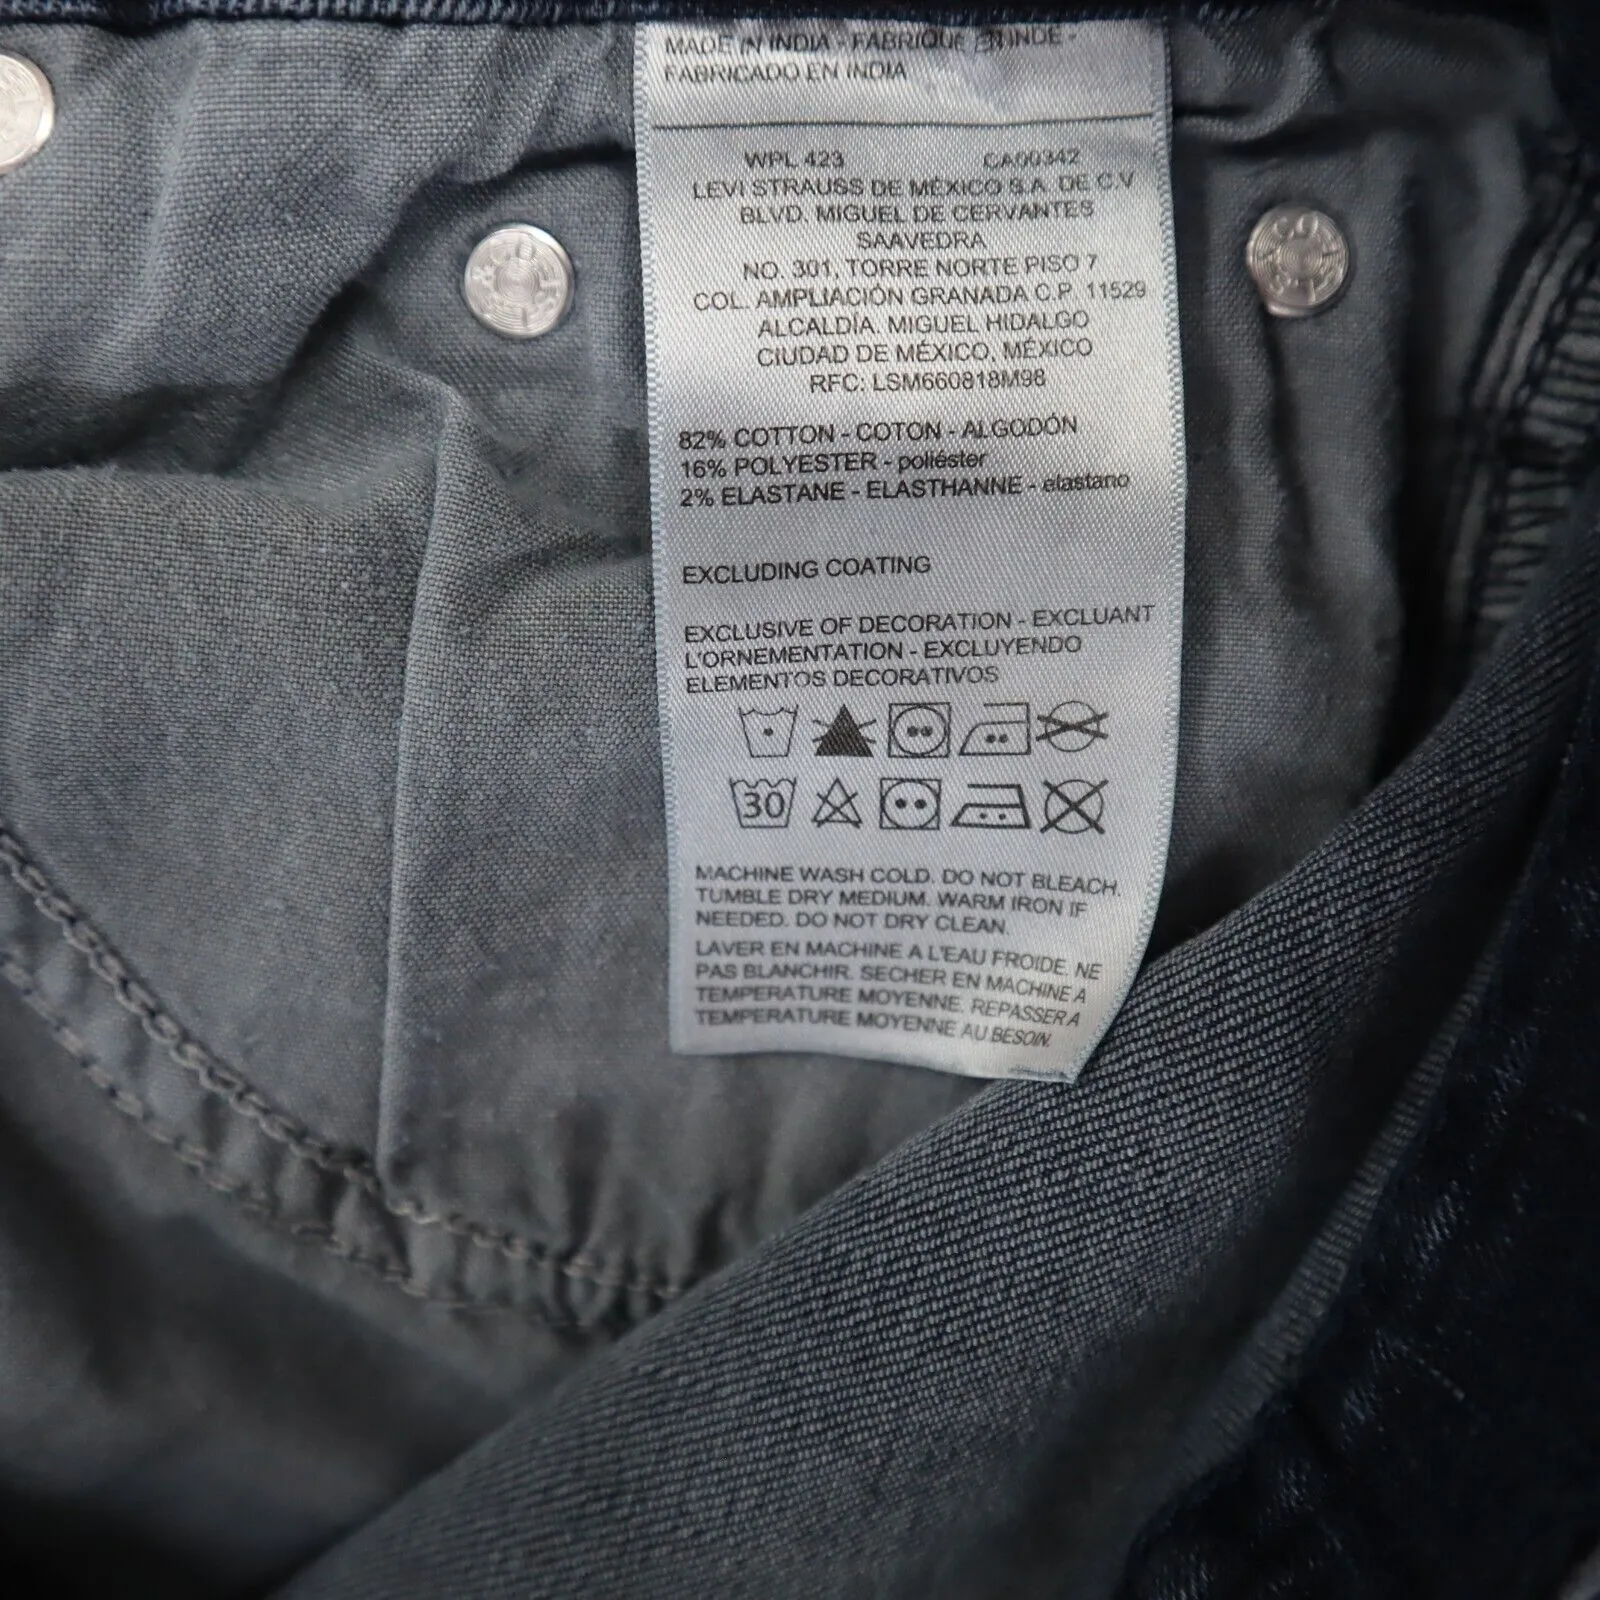 MADE IN INDIA - FABRIQUE EN INDE -
FABRICADO EN INDIA
WPL 423 CA00342
LEVI STRAUSS DE MÉXICO S.A. DE C.V
BLVD. MIGUEL DE CERVANTES
SAAVEDRA
NO. 301, TORRE NORTE PISO 7
COL. AMPLIACIÓN GRANADA C.P. 11529
ALCALDÍA. MIGUEL HIDALGO
CIUDAD DE MÉXICO, MÉXICO
RFC: LSM660818M98
82% COTTON - COTON - ALGODÓN
16% POLYESTER - poliéster
2% ELASTANE - ELASTHANNE - elastano
EXCLUDING COATING
EXCLUSIVE OF DECORATION - EXCLUANT
L'ORNEMENTATION - EXCLUYENDO
ELEMENTOS DECORATIVOS
30
MACHINE WASH COLD. DO NOT BLEACH.
TUMBLE DRY MEDIUM. WARM IRON IF
NEEDED. DO NOT DRY CLEAN.
LAVER EN MACHINE A L'EAU FROIDE. NE
PAS BLANCHIR. SECHER EN MACHINE A
TEMPERATURE MOYENNE. REPASSER A
TEMPERATURE MOYENNE AU BESOIN.